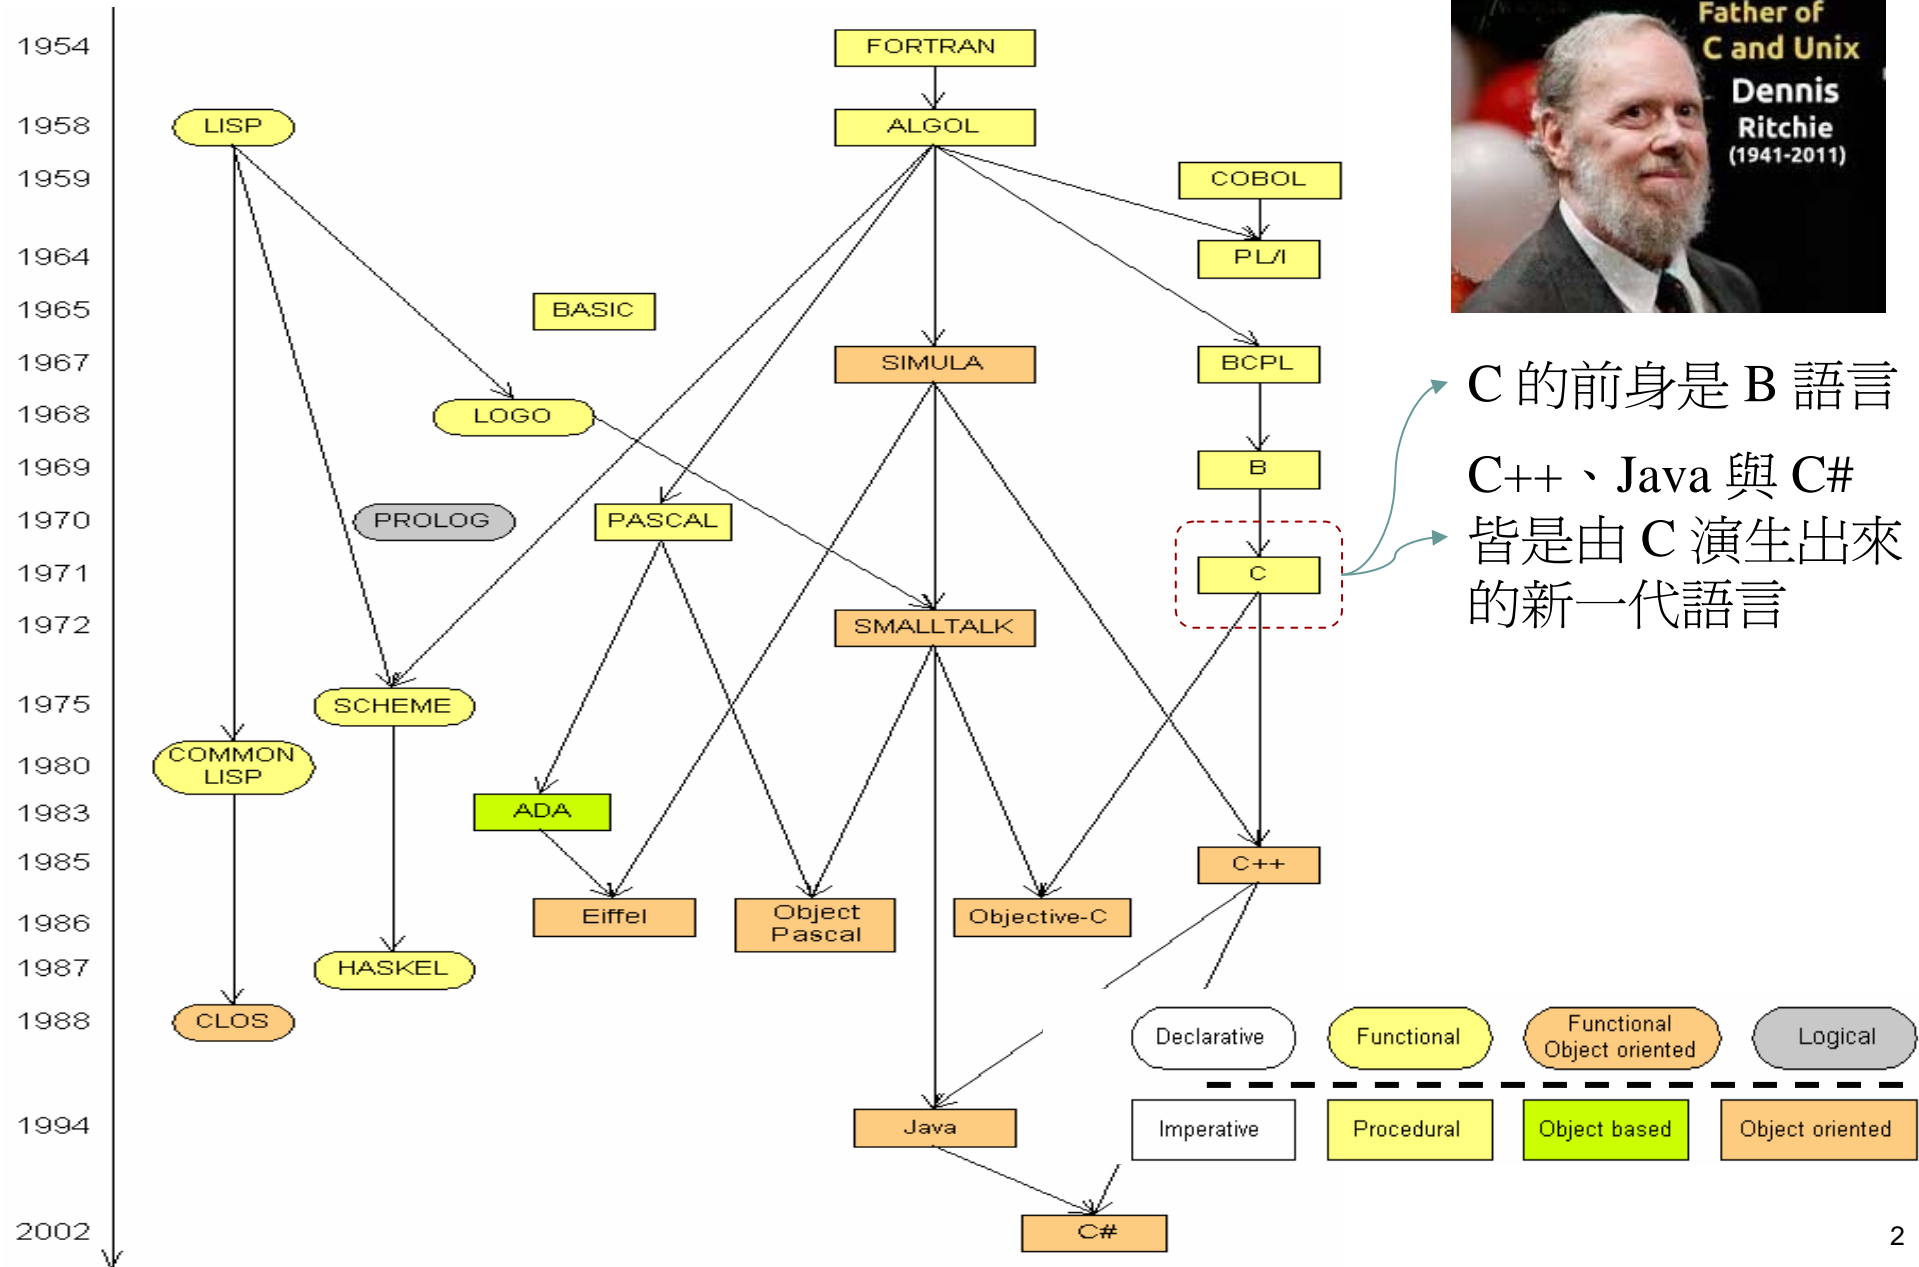 1954
FORTRAN
Father of
C and Unix
Dennis
Ritchie
(1941-2011)
1958
LISP
ALGOL
1959
COBOL
1964
PL/I
1965
BASIC
1967
SIMULA
BCPL
C 的前身是 B 語言
1968
LOGO
1969
B
C++、Java 與 C#
皆是由 C 演生出來
的新一代語言
1970
PROLOG
PASCAL
1971
C
1972
SMALLTALK
1975
SCHEME
1980
COMMON
LISP
1983
ADA
1985
C++
1986
Eiffel
Object
Pascal
Objective-C
1987
HASKEL
1988
CLOS
Declarative
Functional
Functional
Object oriented
Logical
1994
Java
Imperative
Procedural
Object based
Object oriented
2002
C#
2